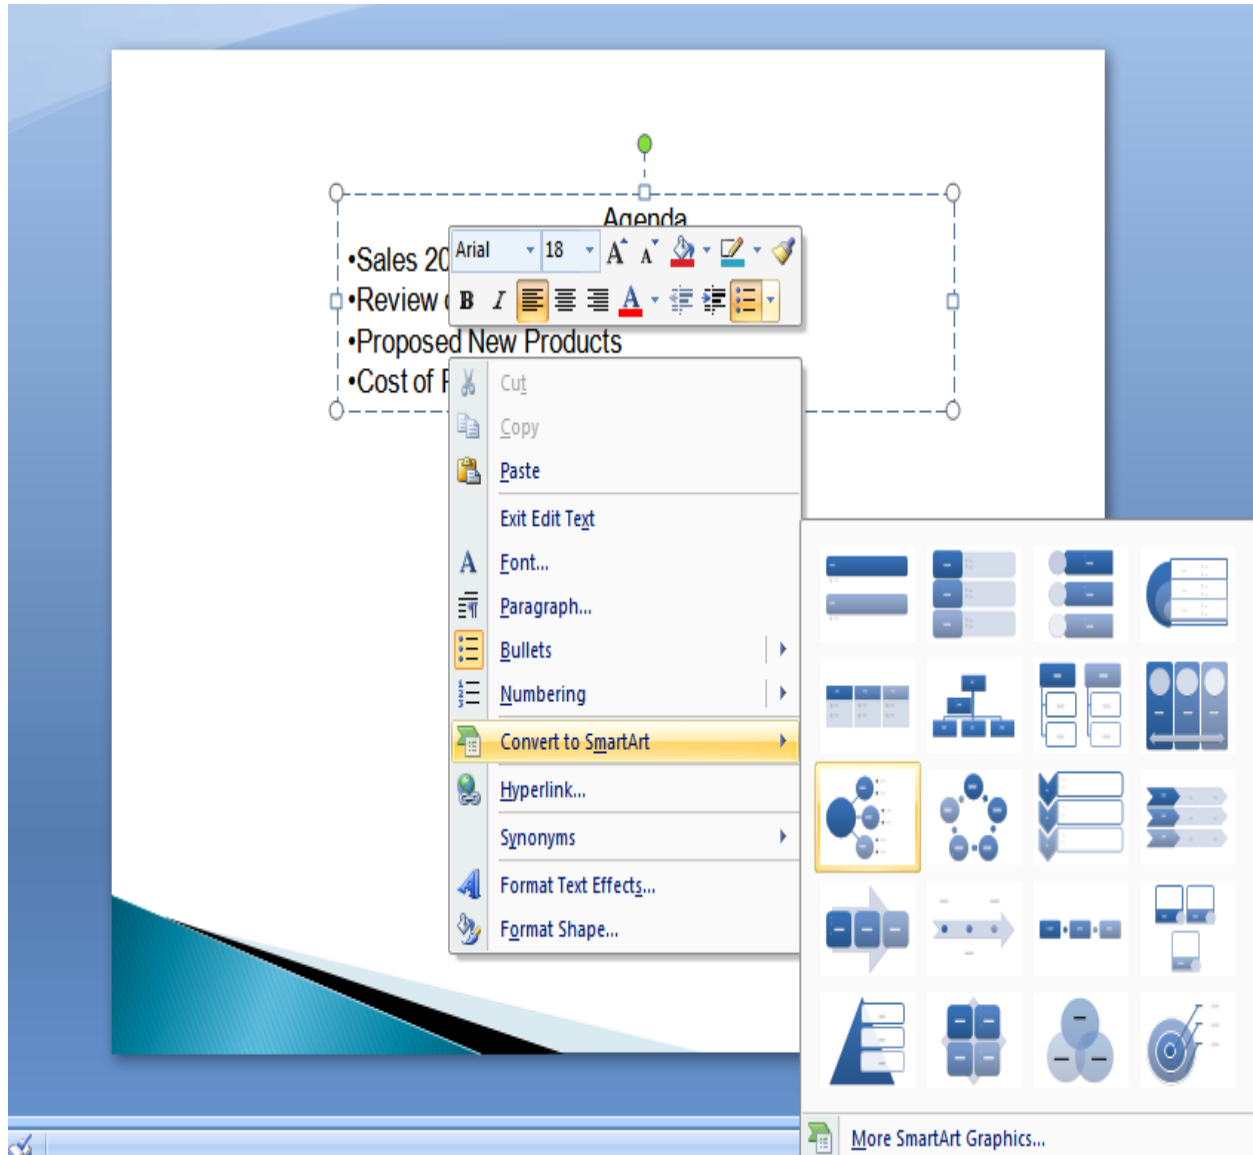 Agenda
•Sales 20
•Review
•Proposed New Products
•Cost of
Arial 18
B I A
Cut
Copy
Paste
Exit Edit Text
Font...
Paragraph...
Bullets
Numbering
Convert to SmartArt
Hyperlink...
Synonyms
Format Text Effects...
Format Shape...
More SmartArt Graphics...